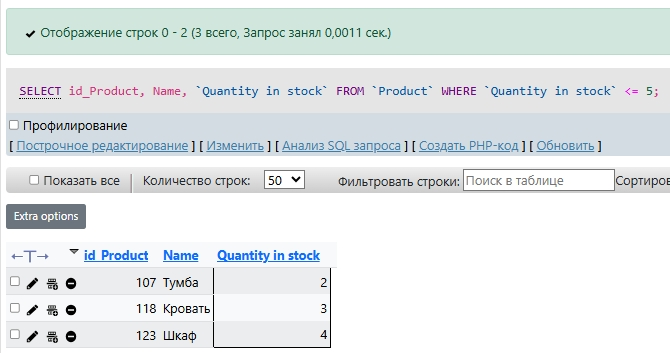 Отображение строк 0 - 2 (3 всего, Запрос занял 0,0011 сек.)
SELECT id_Product, Name, `Quantity in stock` FROM `Product` WHERE `Quantity in stock` <= 5;
Профилирование
[ Построчное редактирование ] [ Изменить ] [ Анализ SQL запроса ] [ Создать PHP-код ] [ Обновить ]
Показать все Количество строк: 50 Фильтровать строки: Поиск в таблице Сортиров
Extra options
←T→ id_Product Name Quantity in stock
107 Тумба 2
118 Кровать 3
123 Шкаф 4